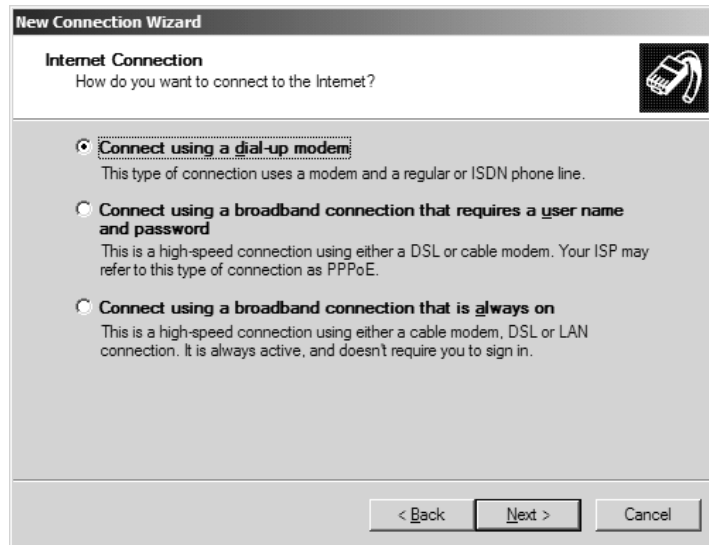 New Connection Wizard
Internet Connection
How do you want to connect to the Internet?
Connect using a dial-up modem
This type of connection uses a modem and a regular or ISDN phone line.
Connect using a broadband connection that requires a user name
and password
This is a high-speed connection using either a DSL or cable modem. Your ISP may
refer to this type of connection as PPPoE.
Connect using a broadband connection that is always on
This is a high-speed connection using either a cable modem, DSL or LAN
connection. It is always active, and doesn't require you to sign in.
< Back Next > Cancel